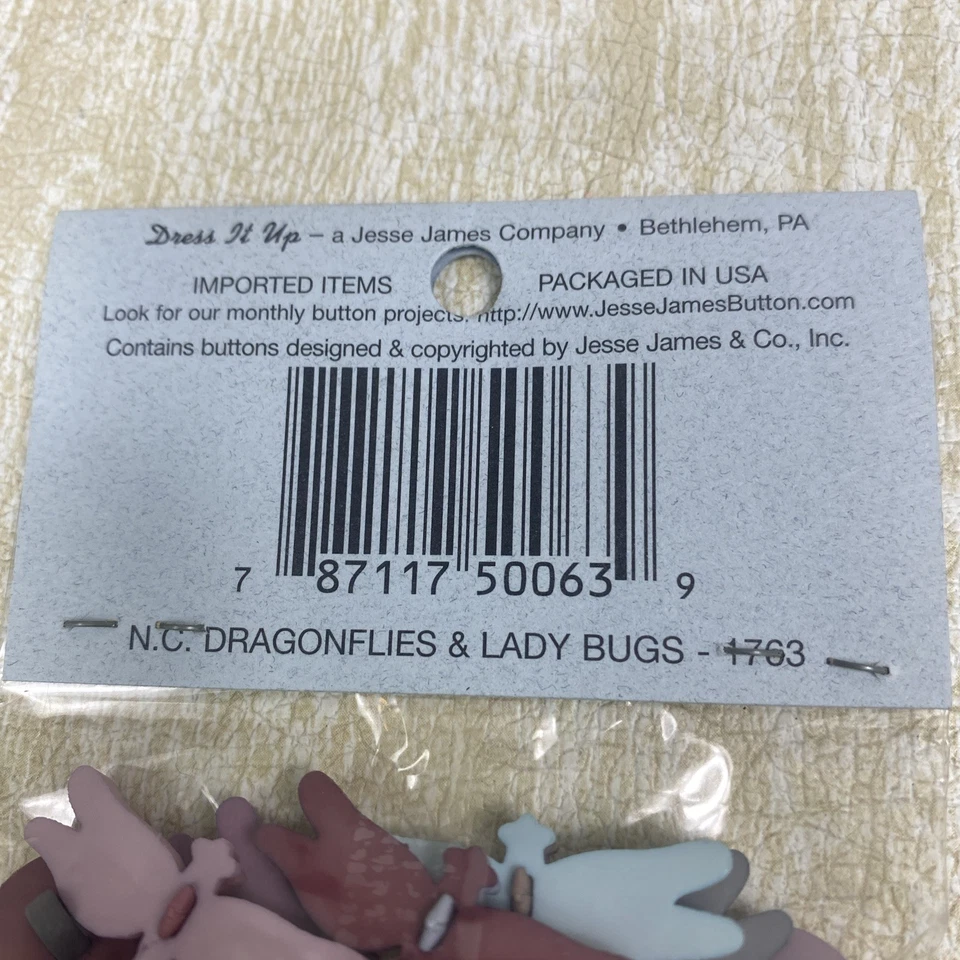 Dress It Up – a Jesse James Company • Bethlehem, PA
IMPORTED ITEMS PACKAGED IN USA
Look for our monthly button projects. http://www.JesseJamesButton.com
Contains buttons designed & copyrighted by Jesse James & Co., Inc.
7 87117 50063 9
N.C. DRAGONFLIES & LADY BUGS - 1763